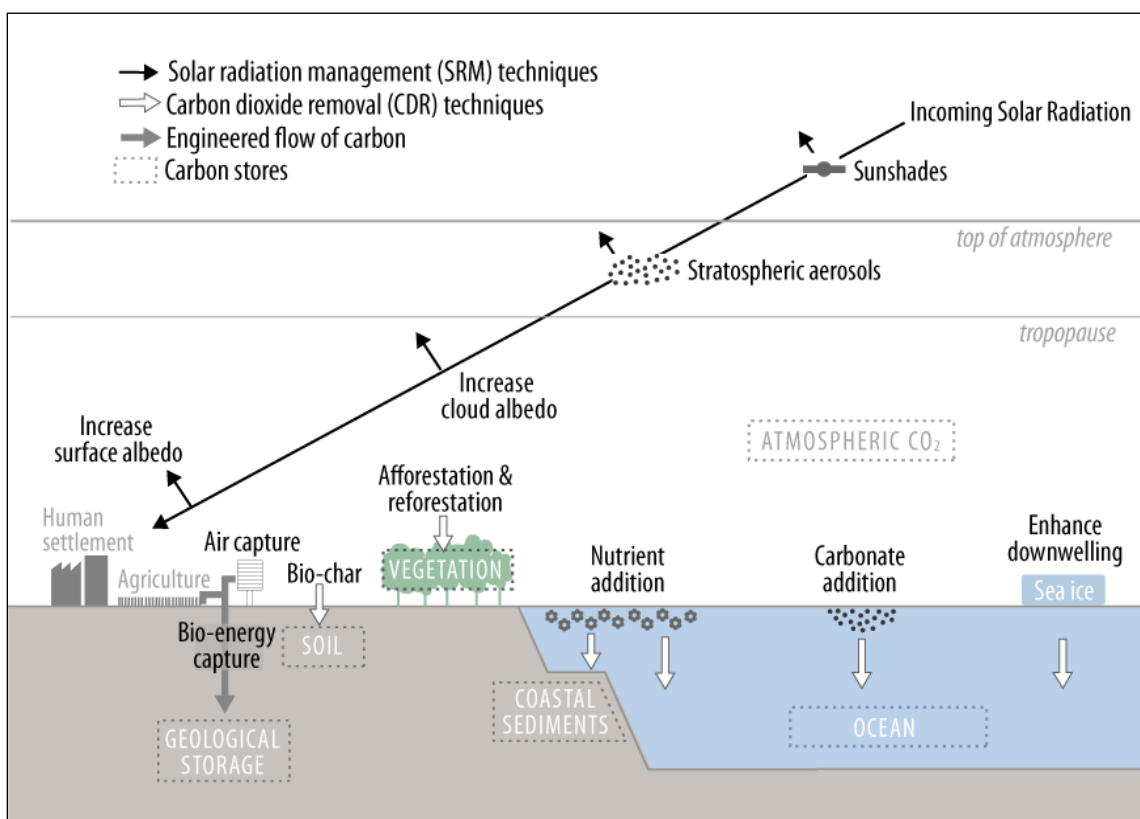 Solar radiation management (SRM) techniques
Carbon dioxide removal (CDR) techniques
Engineered flow of carbon
Carbon stores
Incoming Solar Radiation
Sunshades
top of atmosphere
Stratospheric aerosols
tropopause
Increase
cloud albedo
Increase
surface albedo
ATMOSPHERIC CO₂
Afforestation &
reforestation
Human
settlement
Agriculture
Air capture
Bio-char
VEGETATION
Nutrient
addition
Carbonate
addition
Enhance
downwelling
Sea ice
Bio-energy
capture
SOIL
COASTAL
SEDIMENTS
OCEAN
GEOLOGICAL
STORAGE